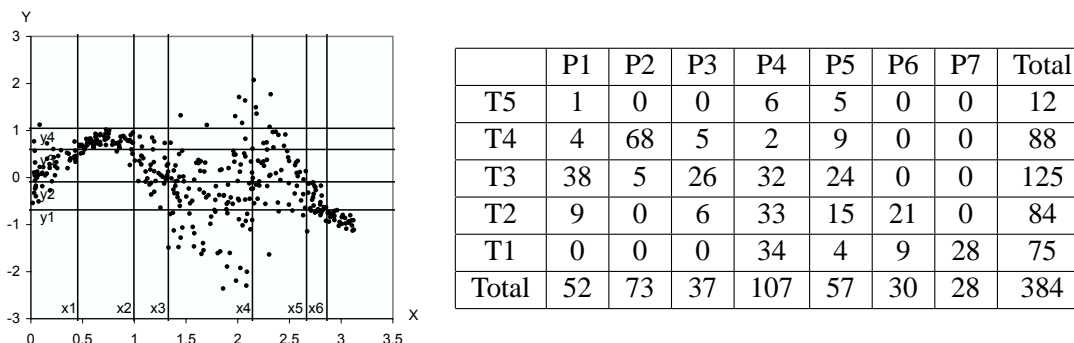 Y
3
2
1
0
-1
-2
-3
y4
y2
y1
x1 x2 x3 x4 x5 x6
X
0 0.5 1 1.5 2 2.5 3 3.5
P1 P2 P3 P4 P5 P6 P7 Total
T5 1 0 0 6 5 0 0 12
T4 4 68 5 2 9 0 0 88
T3 38 5 26 32 24 0 0 125
T2 9 0 6 33 15 21 0 84
T1 0 0 0 34 4 9 28 75
Total 52 73 37 107 57 30 28 384